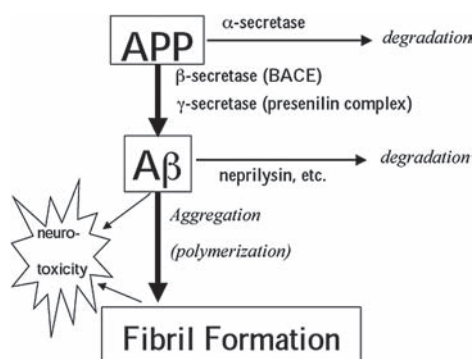 α-secretase
APP
degradation
β-secretase (BACE)
γ-secretase (presenilin complex)
Aβ
degradation
neprilysin, etc.
Aggregation
neuro-
(polymerization)
toxicity
Fibril Formation